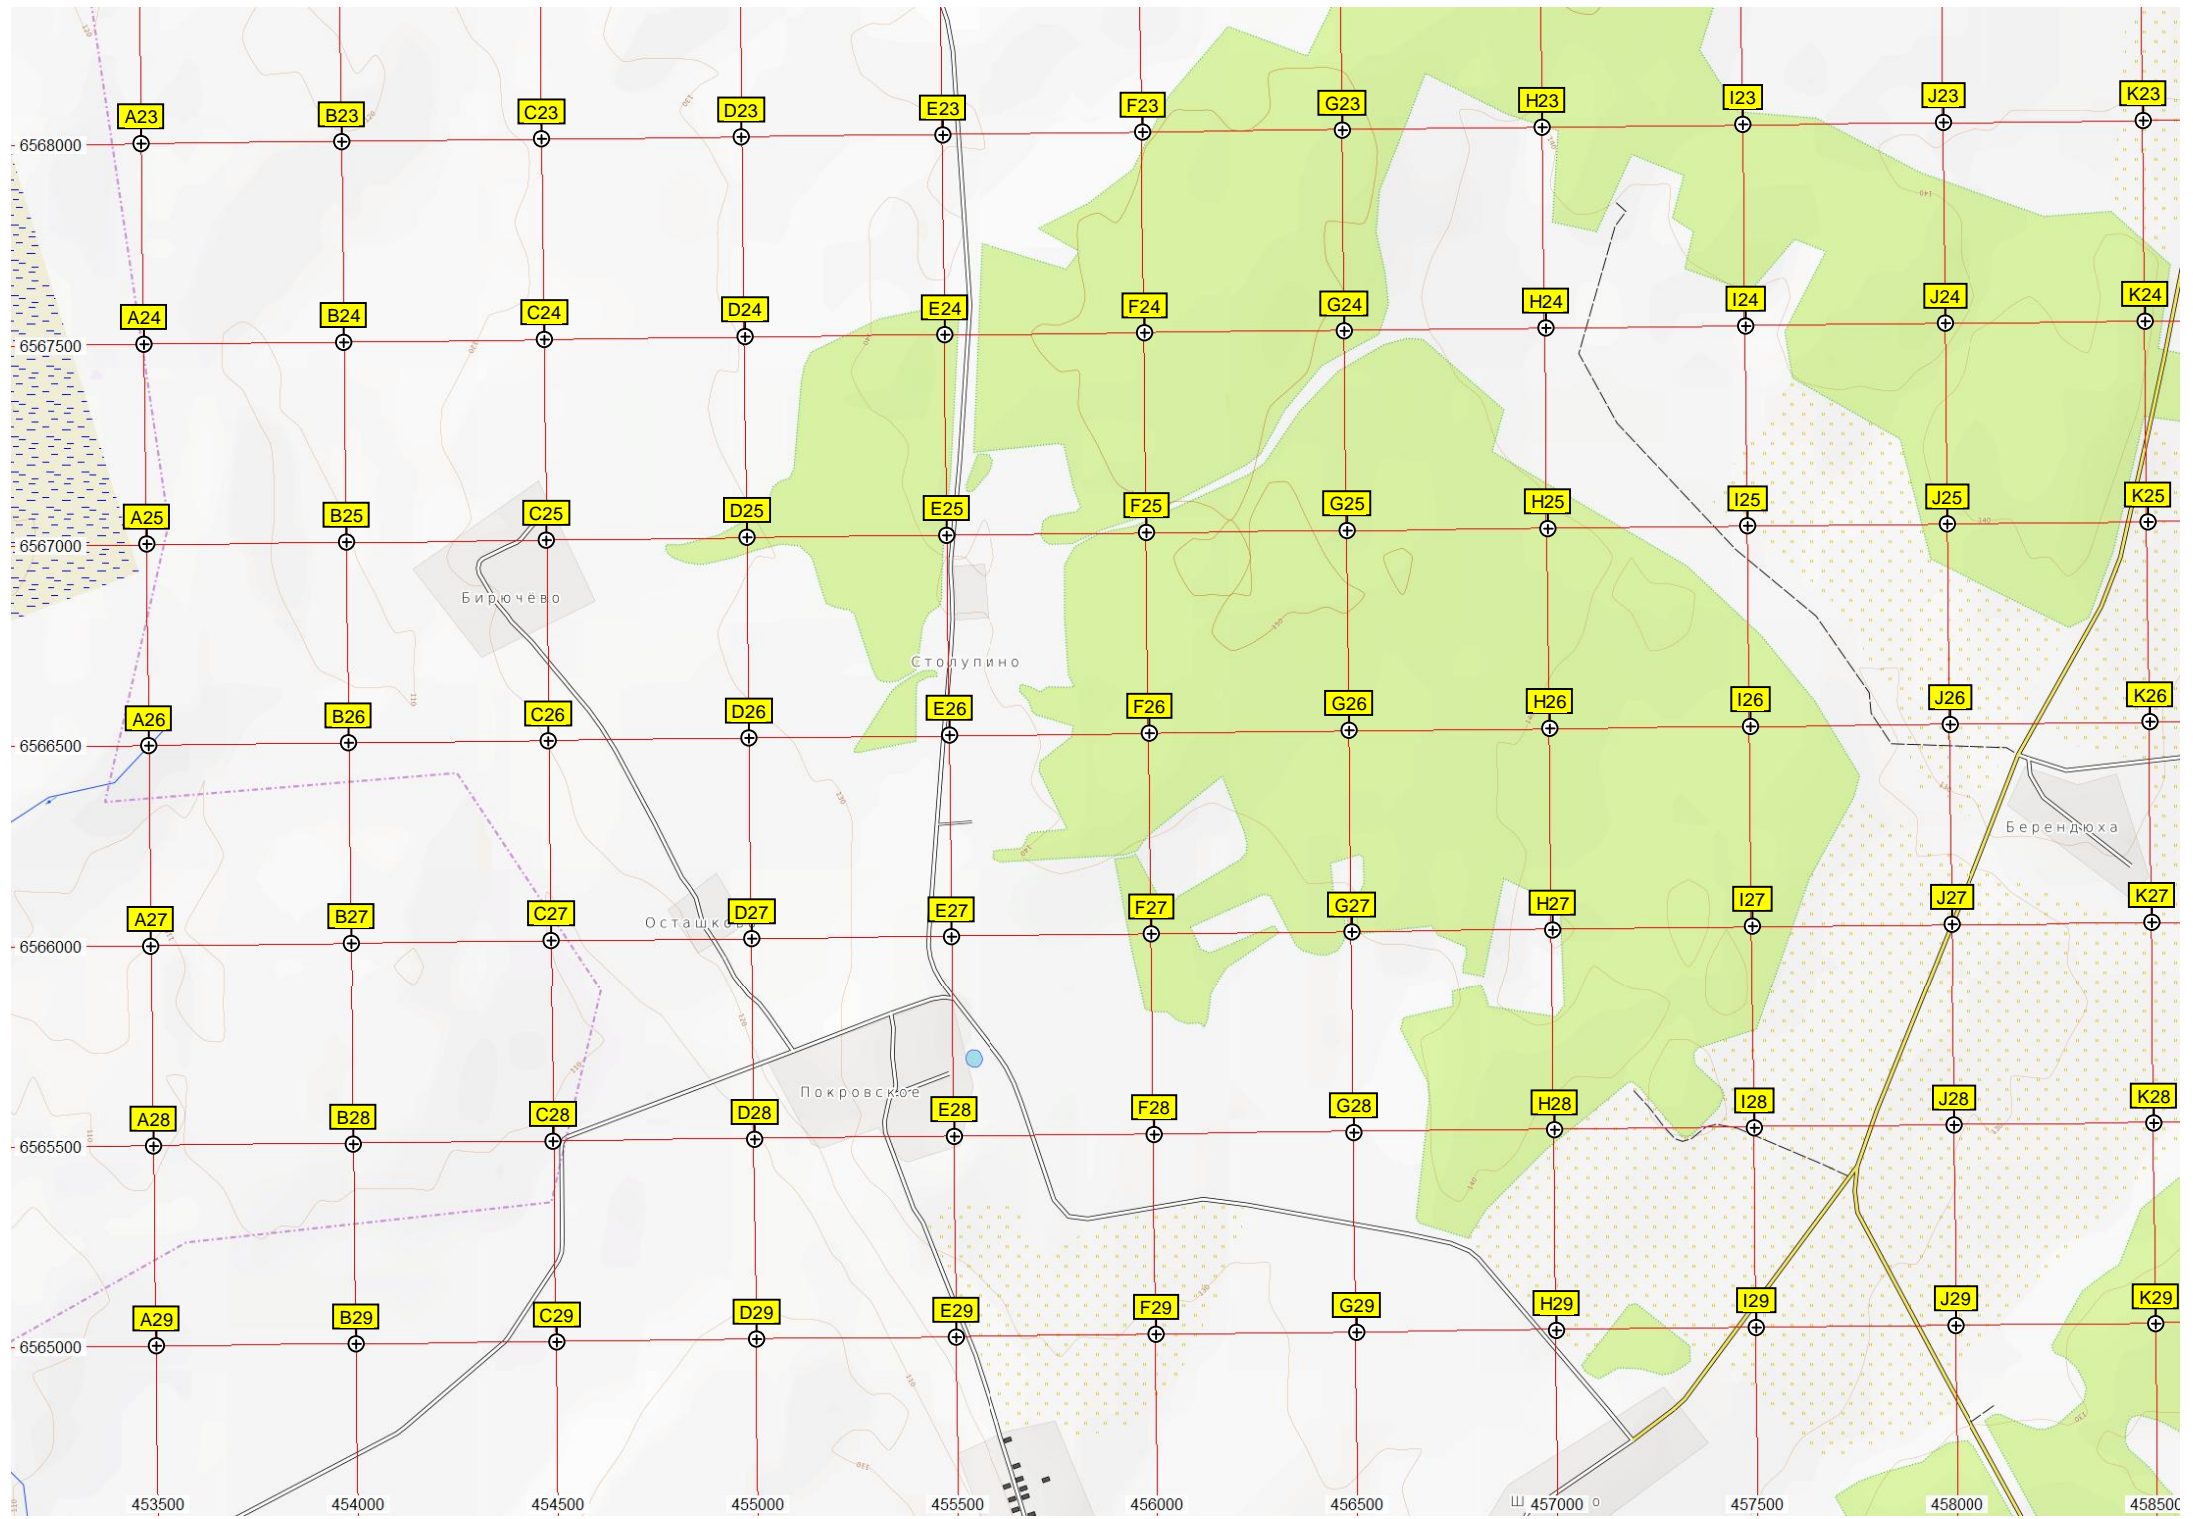 A23 B23 C23 D23 E23 F23 G23 H23 I23 J23 K23
6568000
A24 B24 C24 D24 E24 F24 G24 H24 I24 J24 K24
6567500
A25 B25 C25 D25 E25 F25 G25 H25 I25 J25 K25
6567000
Бирючёво
Столупино
A26 B26 C26 D26 E26 F26 G26 H26 I26 J26 K26
6566500
Берендюха
A27 B27 C27 D27 E27 F27 G27 H27 I27 J27 K27
Осташково
6566000
Покровское
A28 B28 C28 D28 E28 F28 G28 H28 I28 J28 K28
6565500
A29 B29 C29 D29 E29 F29 G29 H29 I29 J29 K29
6565000
453500 454000 454500 455000 455500 456000 456500 457000 457500 458000 458500